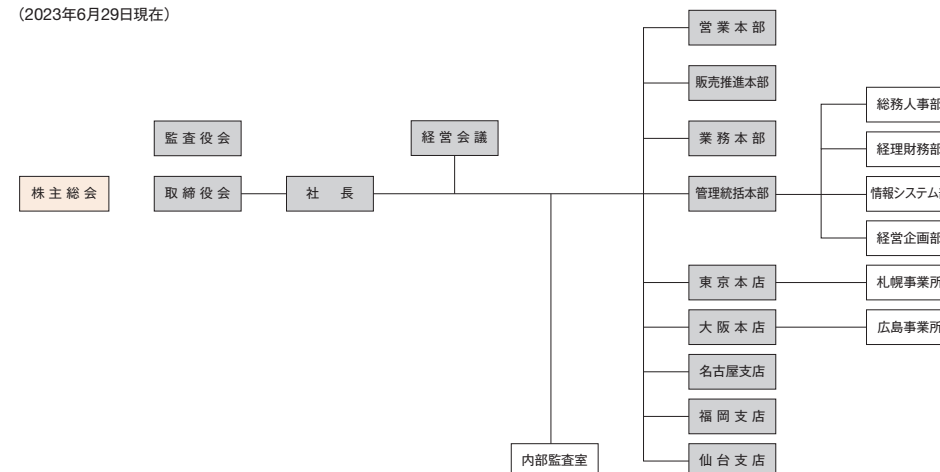 （2023年6月29日現在）
営業本部
販売推進本部
総務人事部
監査役会
経営会議
業務本部
経理財務部
株主総会
取締役会
社長
管理統括本部
情報システム部
経営企画部
東京本店
札幌事業所
大阪本店
広島事業所
名古屋支店
福岡支店
内部監査室
仙台支店